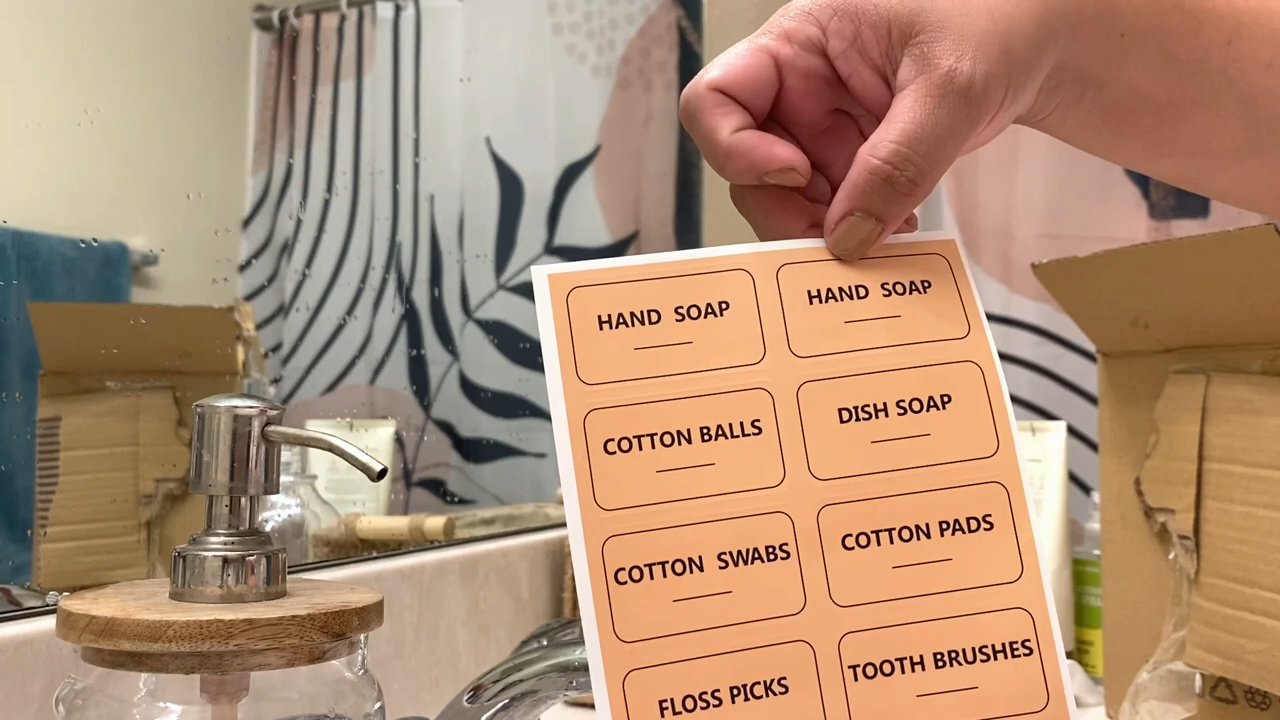 HAND SOAP
HAND SOAP
COTTON BALLS
DISH SOAP
COTTON SWABS
COTTON PADS
FLOSS PICKS
TOOTH BRUSHES